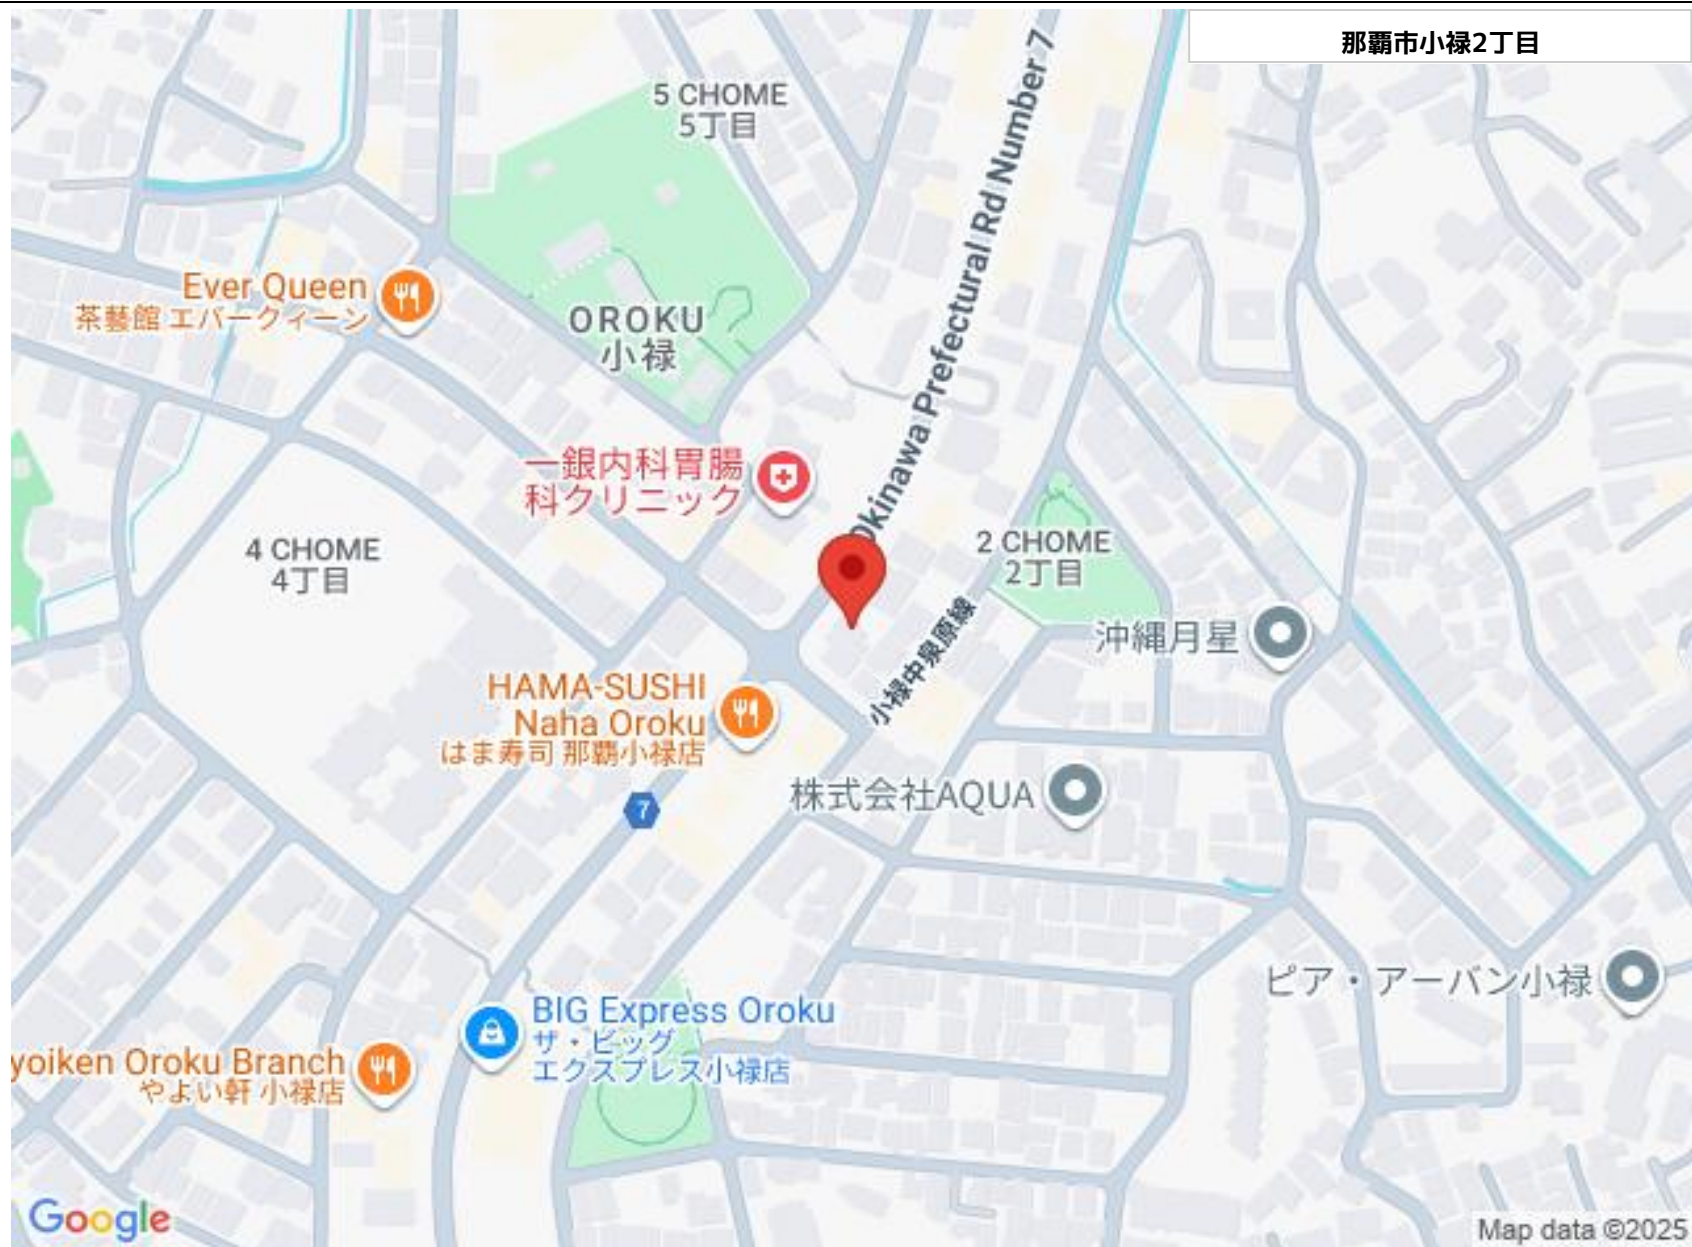 那覇市小禄2丁目
5 CHOME
5丁目
Okinawa Prefectural Rd Number 7
Ever Queen
茶藝館 エバークィーン
OROKU
小禄
一銀内科胃腸
科クリニック
4 CHOME
4丁目
2 CHOME
2丁目
小禄中泉原線
沖縄月星
HAMA-SUSHI
Naha Oroku
はま寿司 那覇小禄店
7
株式会社AQUA
ピア・アーバン小禄
BIG Express Oroku
ザ・ビッグ
エクスプレス小禄店
yoiken Oroku Branch
やよい軒 小禄店
Google
Map data ©2025